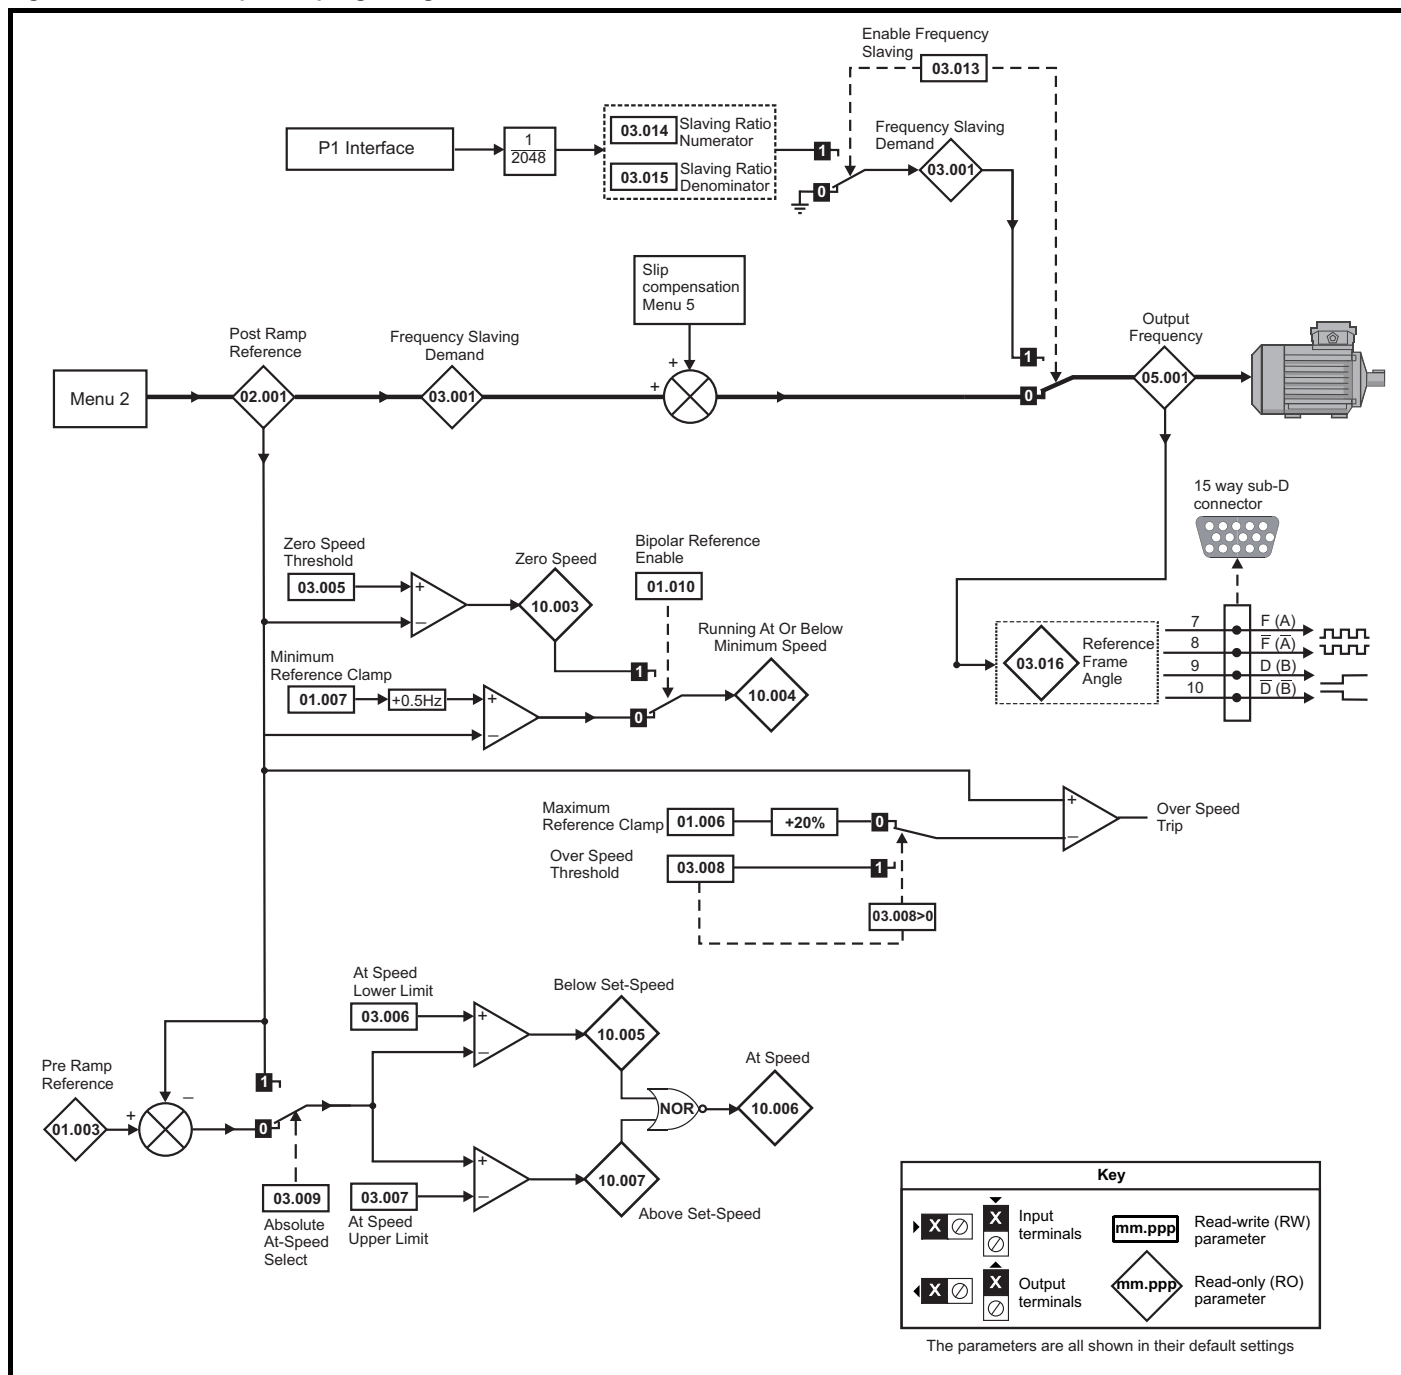 Enable Frequency
Slaving
03.013
P1 Interface
1
2048
03.014
Slaving Ratio
Numerator
03.015
Slaving Ratio
Denominator
1
0
Frequency Slaving
Demand
03.001
Slip
compensation
Menu 5
Menu 2
Post Ramp
Reference
02.001
Frequency Slaving
Demand
03.001
+
+
1
0
Output
Frequency
05.001
15 way sub-D
connector
Zero Speed
Threshold
03.005
+
–
Zero Speed
10.003
Bipolar Reference
Enable
01.010
Minimum
Reference Clamp
01.007
+0.5Hz
+
–
1
0
Running At Or Below
Minimum Speed
10.004
03.016
Reference
Frame
Angle
7
F (A)
8
F̅ (A̅)
9
D (B)
10
D̅ (B̅)
Maximum
Reference Clamp
01.006
+20%
0
Over Speed
Threshold
03.008
1
03.008>0
+
–
Over Speed
Trip
Pre Ramp
Reference
01.003
+
–
1
0
03.009
Absolute
At-Speed
Select
At Speed
Lower Limit
03.006
+
–
Below Set-Speed
10.005
03.007
At Speed
Upper Limit
+
–
10.007
Above Set-Speed
NOR
At Speed
10.006
Key
X
X
Input
terminals
mm.ppp
Read-write (RW)
parameter
X
X
Output
terminals
mm.ppp
Read-only (RO)
parameter
The parameters are all shown in their default settings